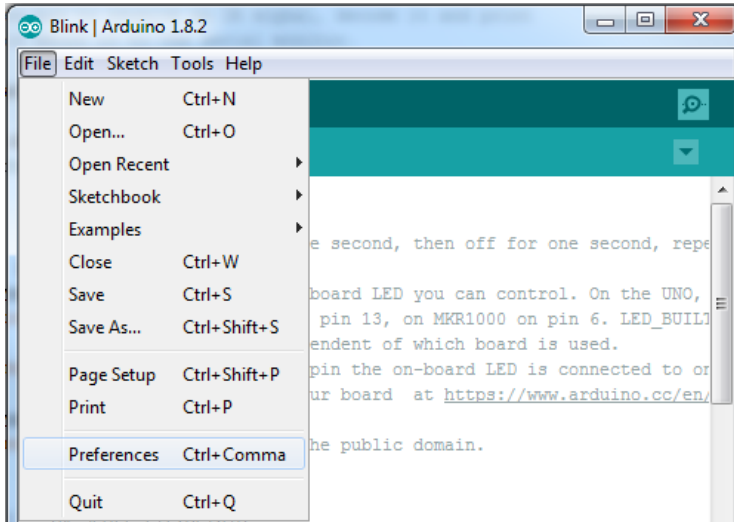 Blink | Arduino 1.8.2
File Edit Sketch Tools Help
New Ctrl+N
Open... Ctrl+O
Open Recent
Sketchbook
Examples
Close Ctrl+W
Save Ctrl+S
Save As... Ctrl+Shift+S
Page Setup Ctrl+Shift+P
Print Ctrl+P
Preferences Ctrl+Comma
Quit Ctrl+Q
e second, then off for one second, repe
board LED you can control. On the UNO,
pin 13, on MKR1000 on pin 6. LED_BUILT
endent of which board is used.
pin the on-board LED is connected to on
ur board at https://www.arduino.cc/en/
he public domain.